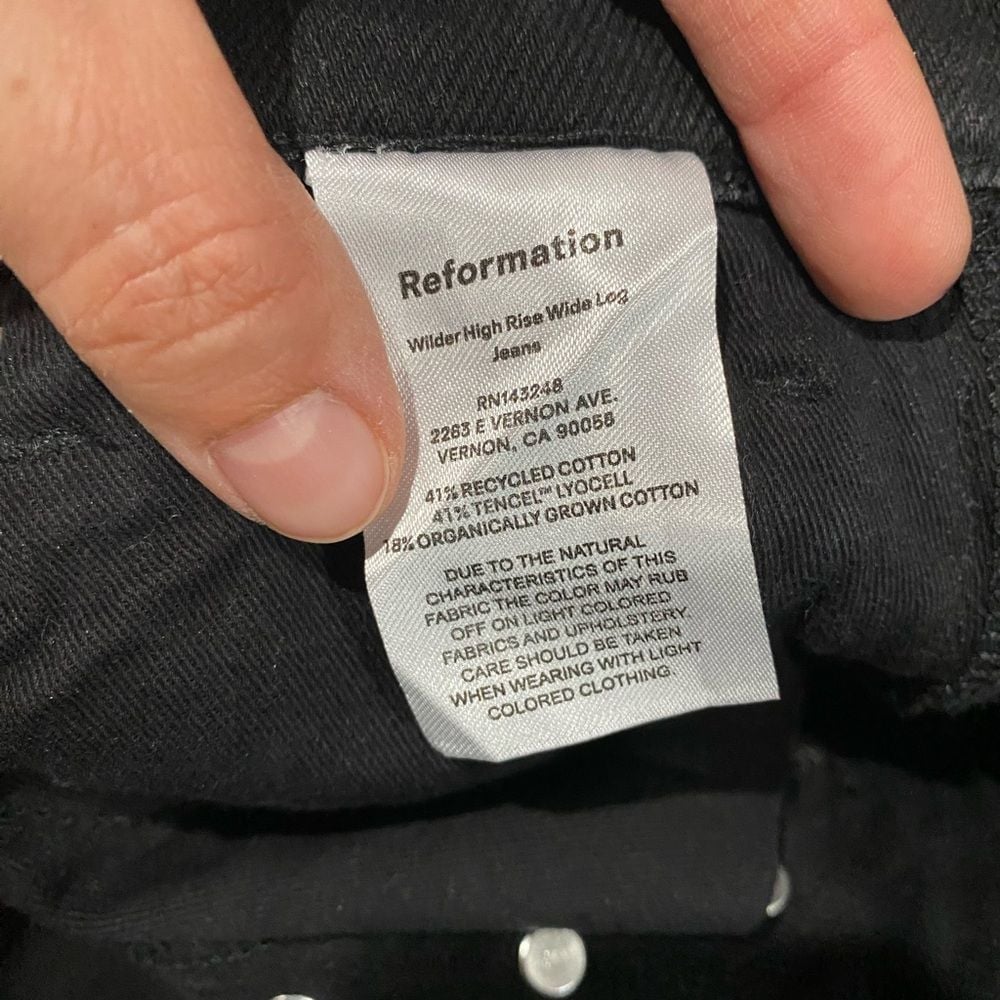 Reformation
Wilder High Rise Wide Leg
Jeans
RN143248
2263 E VERNON AVE.
VERNON, CA 90058
41% RECYCLED COTTON
41% TENCEL™ LYOCELL
18% ORGANICALLY GROWN COTTON
DUE TO THE NATURAL
CHARACTERISTICS OF THIS
FABRIC THE COLOR MAY RUB
OFF ON LIGHT COLORED
FABRICS AND UPHOLSTERY.
CARE SHOULD BE TAKEN
WHEN WEARING WITH LIGHT
COLORED CLOTHING.